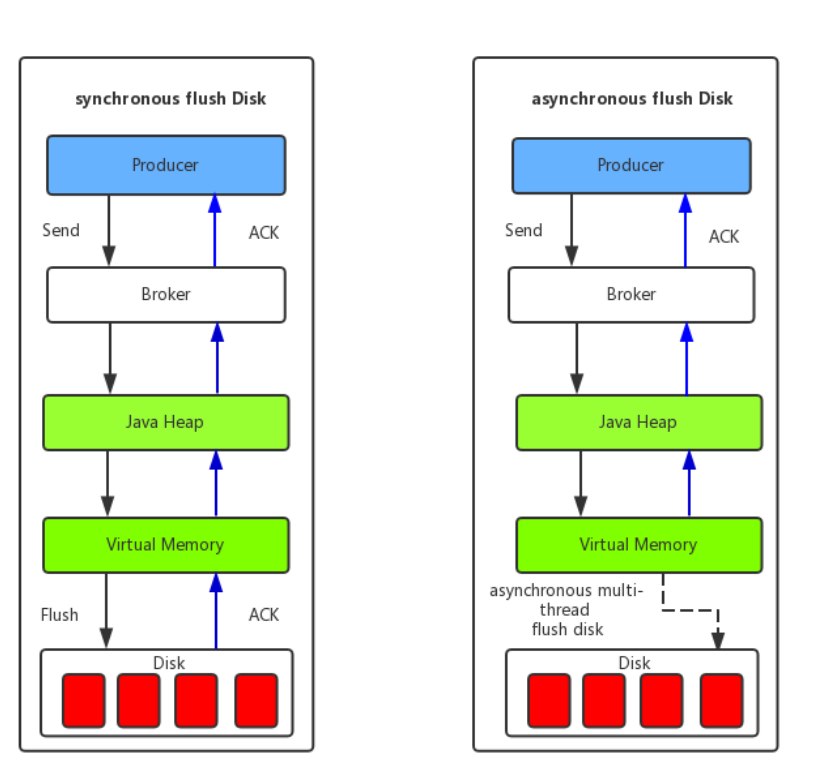 synchronous flush Disk
Producer
Send
ACK
Broker
Java Heap
Virtual Memory
Flush
ACK
Disk
asynchronous flush Disk
Producer
Send
ACK
Broker
Java Heap
Virtual Memory
asynchronous multi-
thread
flush disk
Disk